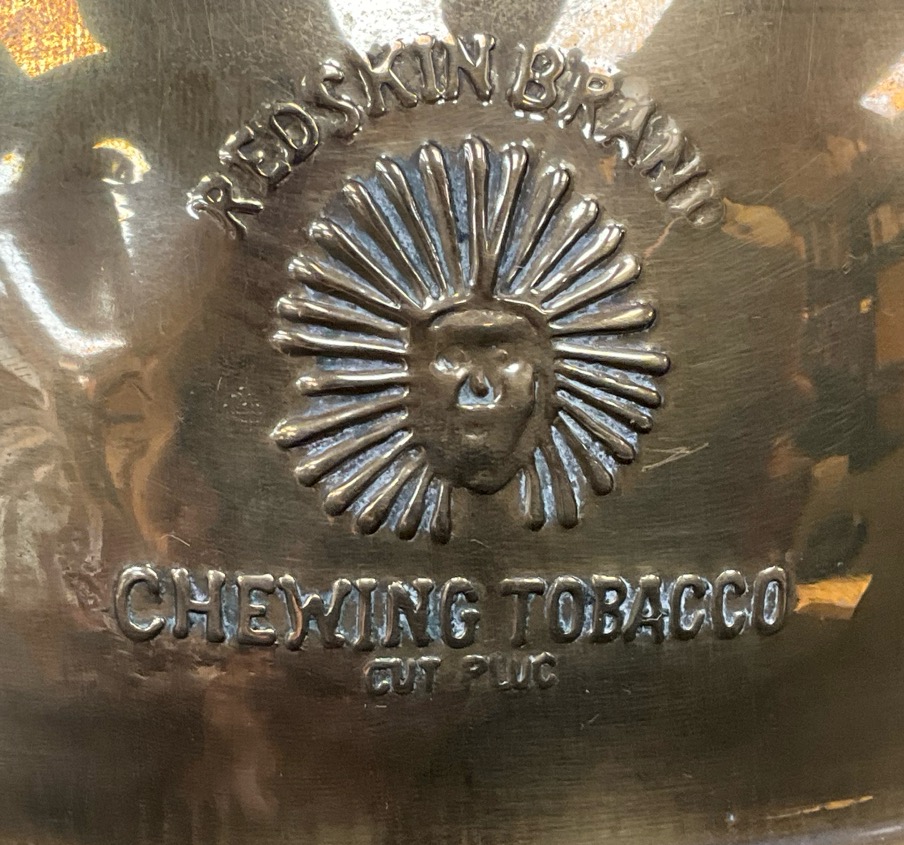 REDSKIN BRAND
CHEWING TOBACCO
CUT PLUG